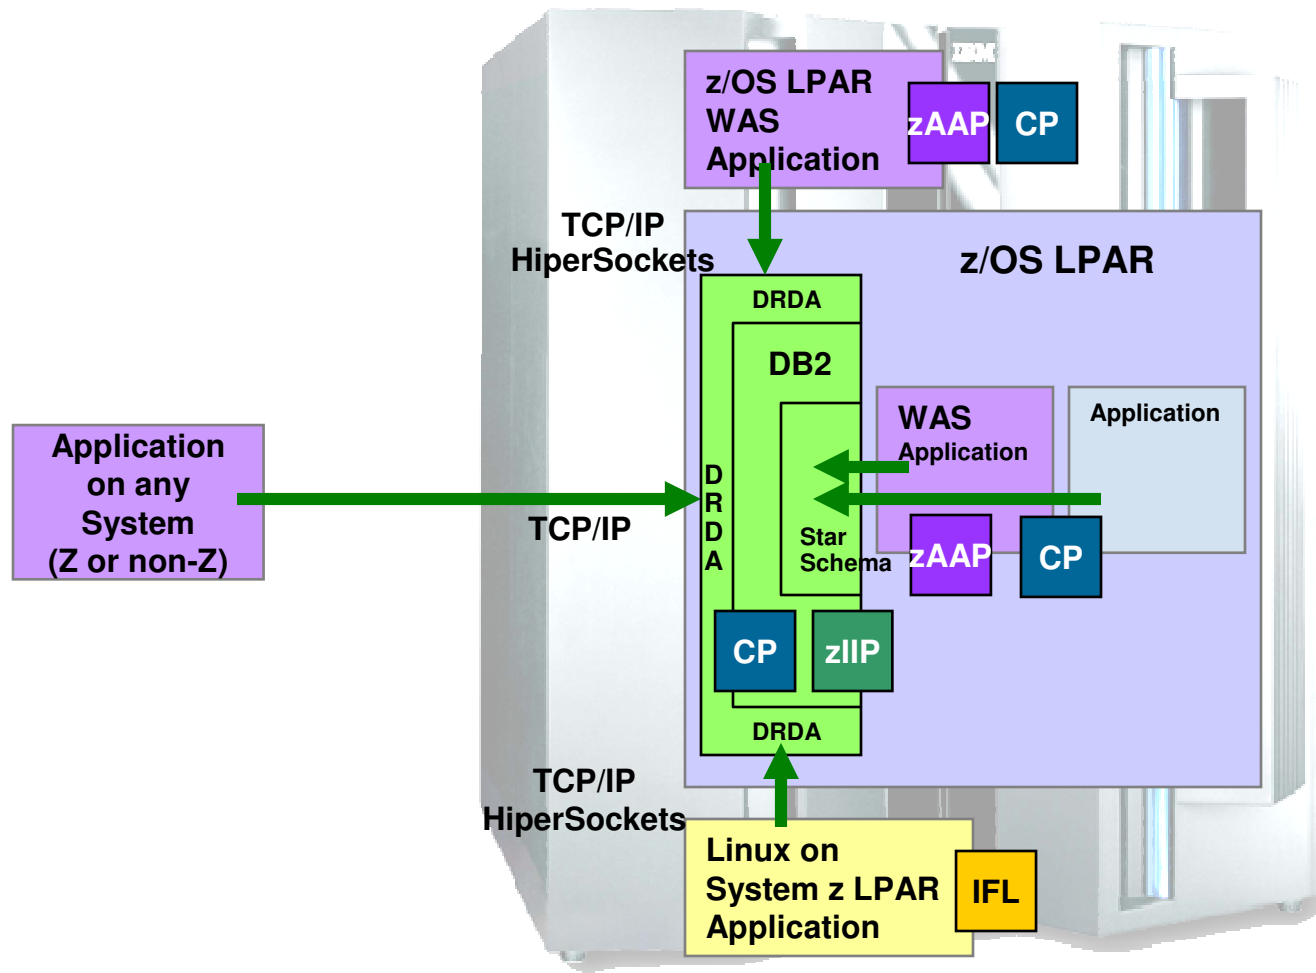 IBM
z/OS LPAR
WAS
Application
zAAP
CP
TCP/IP
HiperSockets
z/OS LPAR
DRDA
DB2
WAS
Application
Application
Application
on any
System
(Z or non-Z)
TCP/IP
D
R
D
A
Star
Schema
zAAP
CP
CP
zIIP
DRDA
TCP/IP
HiperSockets
Linux on
System z LPAR
Application
IFL